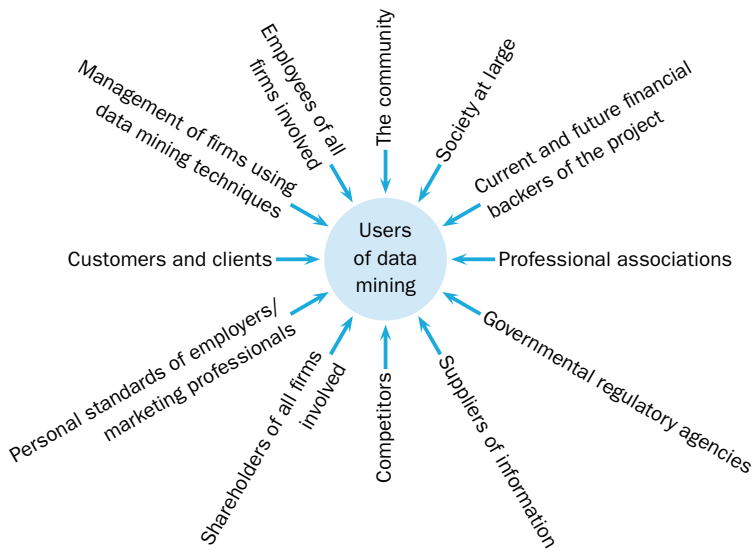 The community
Society at large
Current and future financial
backers of the project
Professional associations
Governmental regulatory agencies
Suppliers of information
Competitors
Shareholders of all firms
involved
Personal standards of employers/
marketing professionals
Customers and clients
Management of firms using
data mining techniques
Employees of all
firms involved
Users
of data
mining